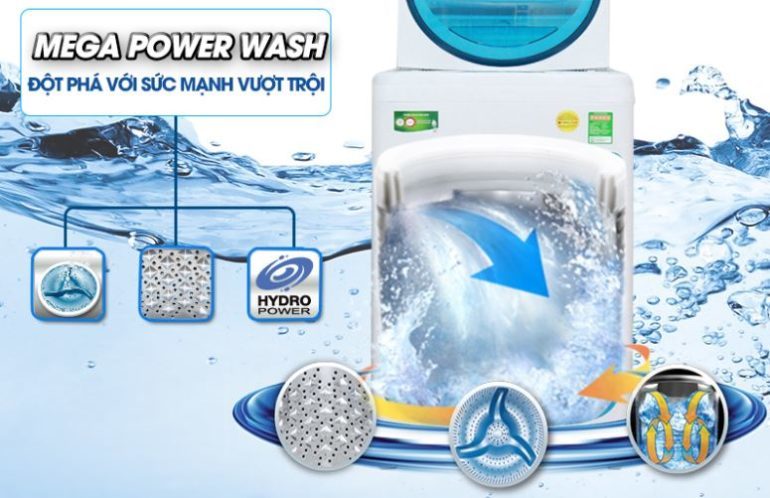 MEGA POWER WASH
ĐỘT PHÁ VỚI SỨC MẠNH VƯỢT TRỘI
HYDRO
POWER